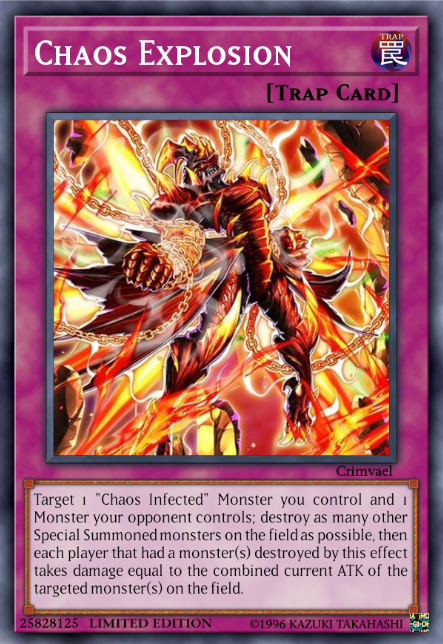 Chaos Explosion
TRAP
罠
[Trap Card]
Crimvael
Target 1 "Chaos Infected" Monster you control and 1
Monster your opponent controls; destroy as many other
Special Summoned monsters on the field as possible, then
each player that had a monster(s) destroyed by this effect
takes damage equal to the combined current ATK of the
targeted monster(s) on the field.
25828125 LIMITED EDITION ©1996 KAZUKI TAKAHASHI